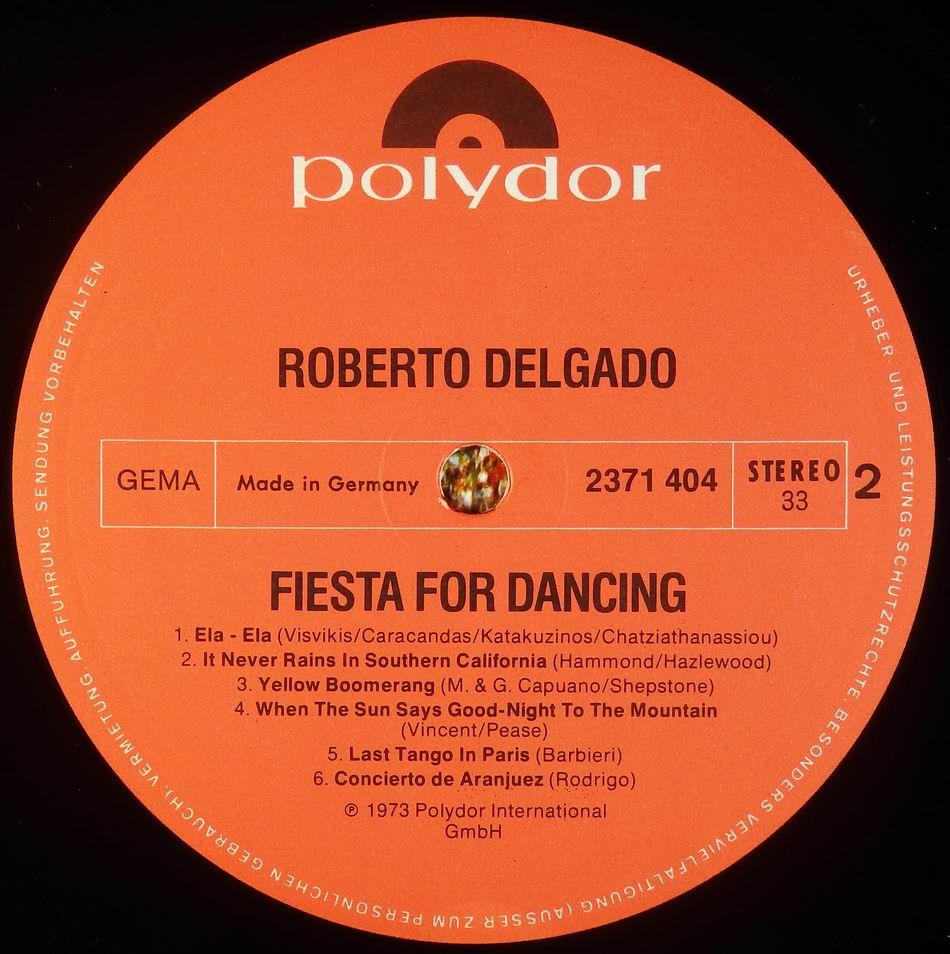 polydor
ROBERTO DELGADO
GEMA
Made in Germany
2371 404
STEREO
33
2
FIESTA FOR DANCING
1. Ela - Ela (Visvikis/Caracandas/Katakuzinos/Chatziathanassiou)
2. It Never Rains In Southern California (Hammond/Hazlewood)
3. Yellow Boomerang (M. & G. Capuano/Shepstone)
4. When The Sun Says Good-Night To The Mountain
(Vincent/Pease)
5. Last Tango In Paris (Barbieri)
6. Concierto de Aranjuez (Rodrigo)
℗ 1973 Polydor International
GmbH
URHEBER- UND LEISTUNGSSCHUTZRECHTE, BESONDERS VERVIELFÄLTIGUNG (AUSSER ZUM PERSÖNLICHEN GEBRAUCH), VERMIETUNG, AUFFÜHRUNG, SENDUNG VORBEHALTEN